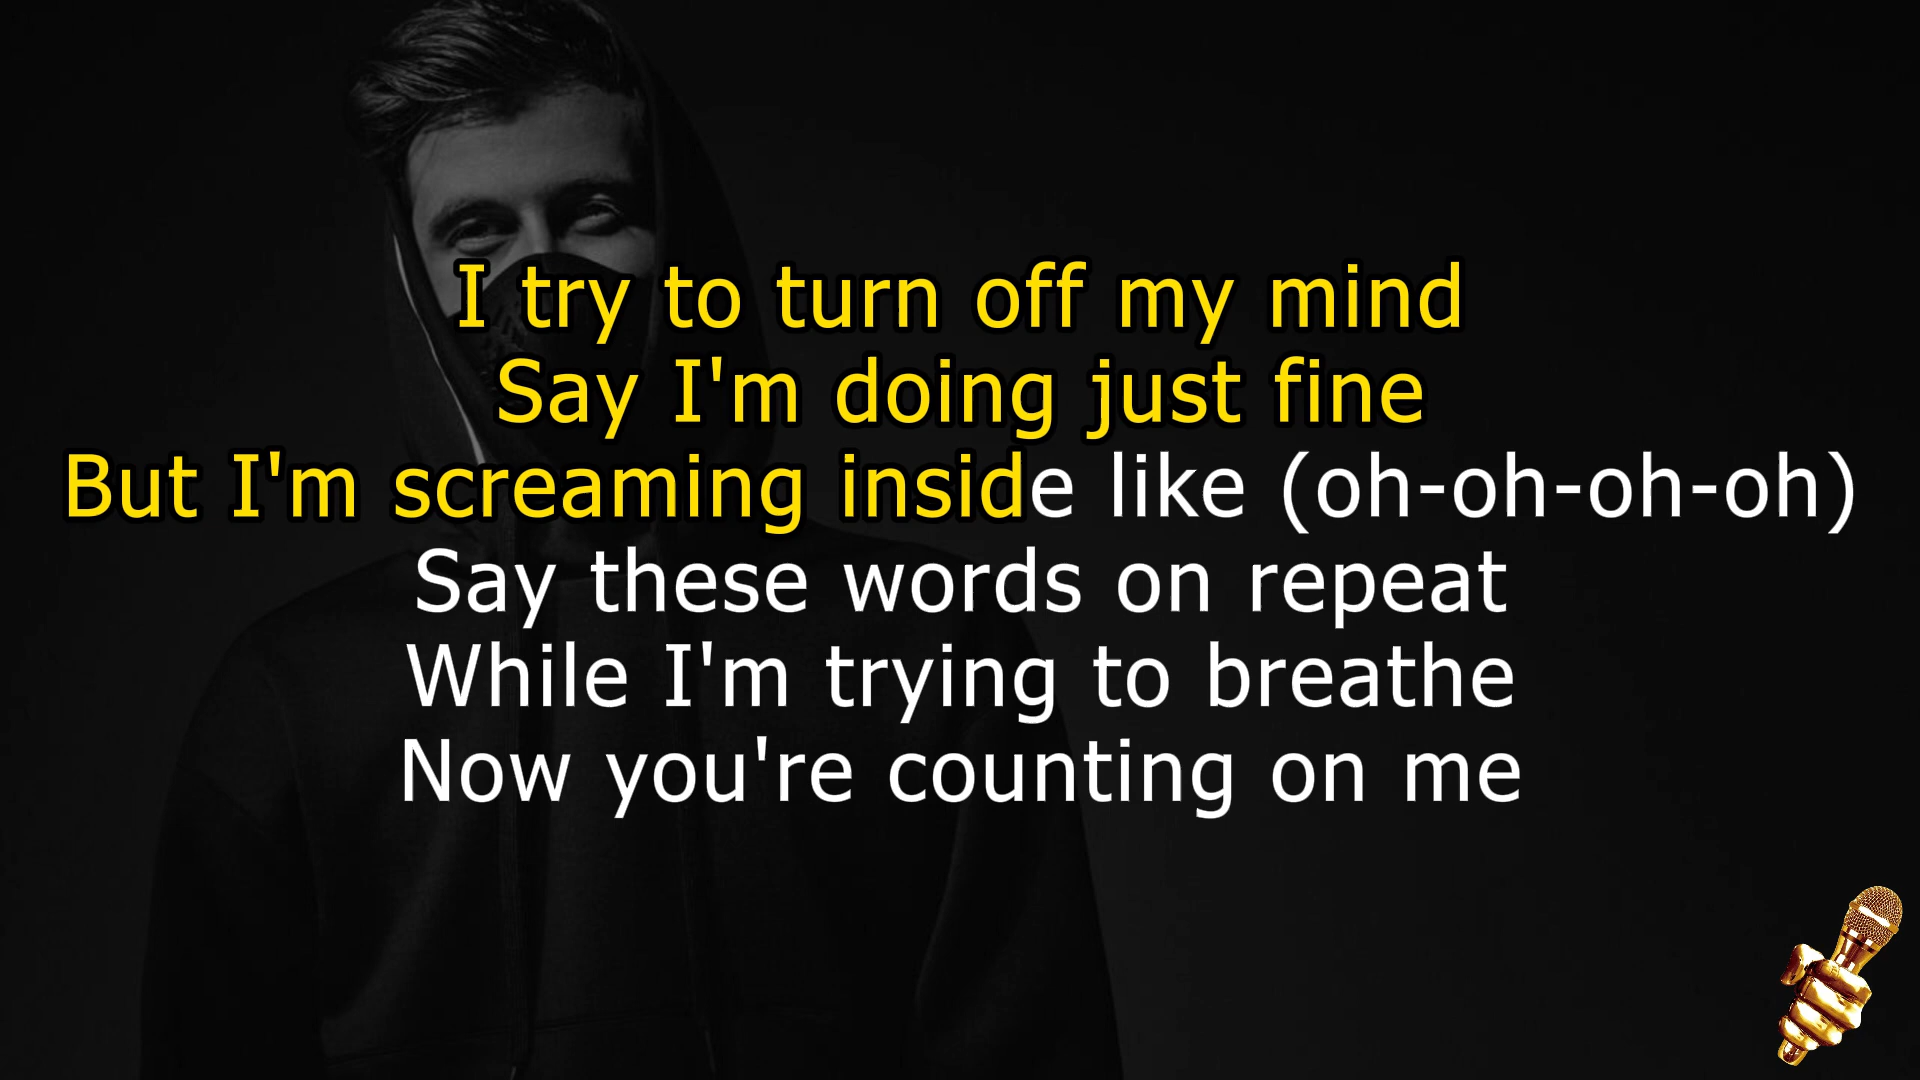 I try to turn off my mind
Say I'm doing just fine
But I'm screaming inside like (oh-oh-oh-oh)
Say these words on repeat
While I'm trying to breathe
Now you're counting on me